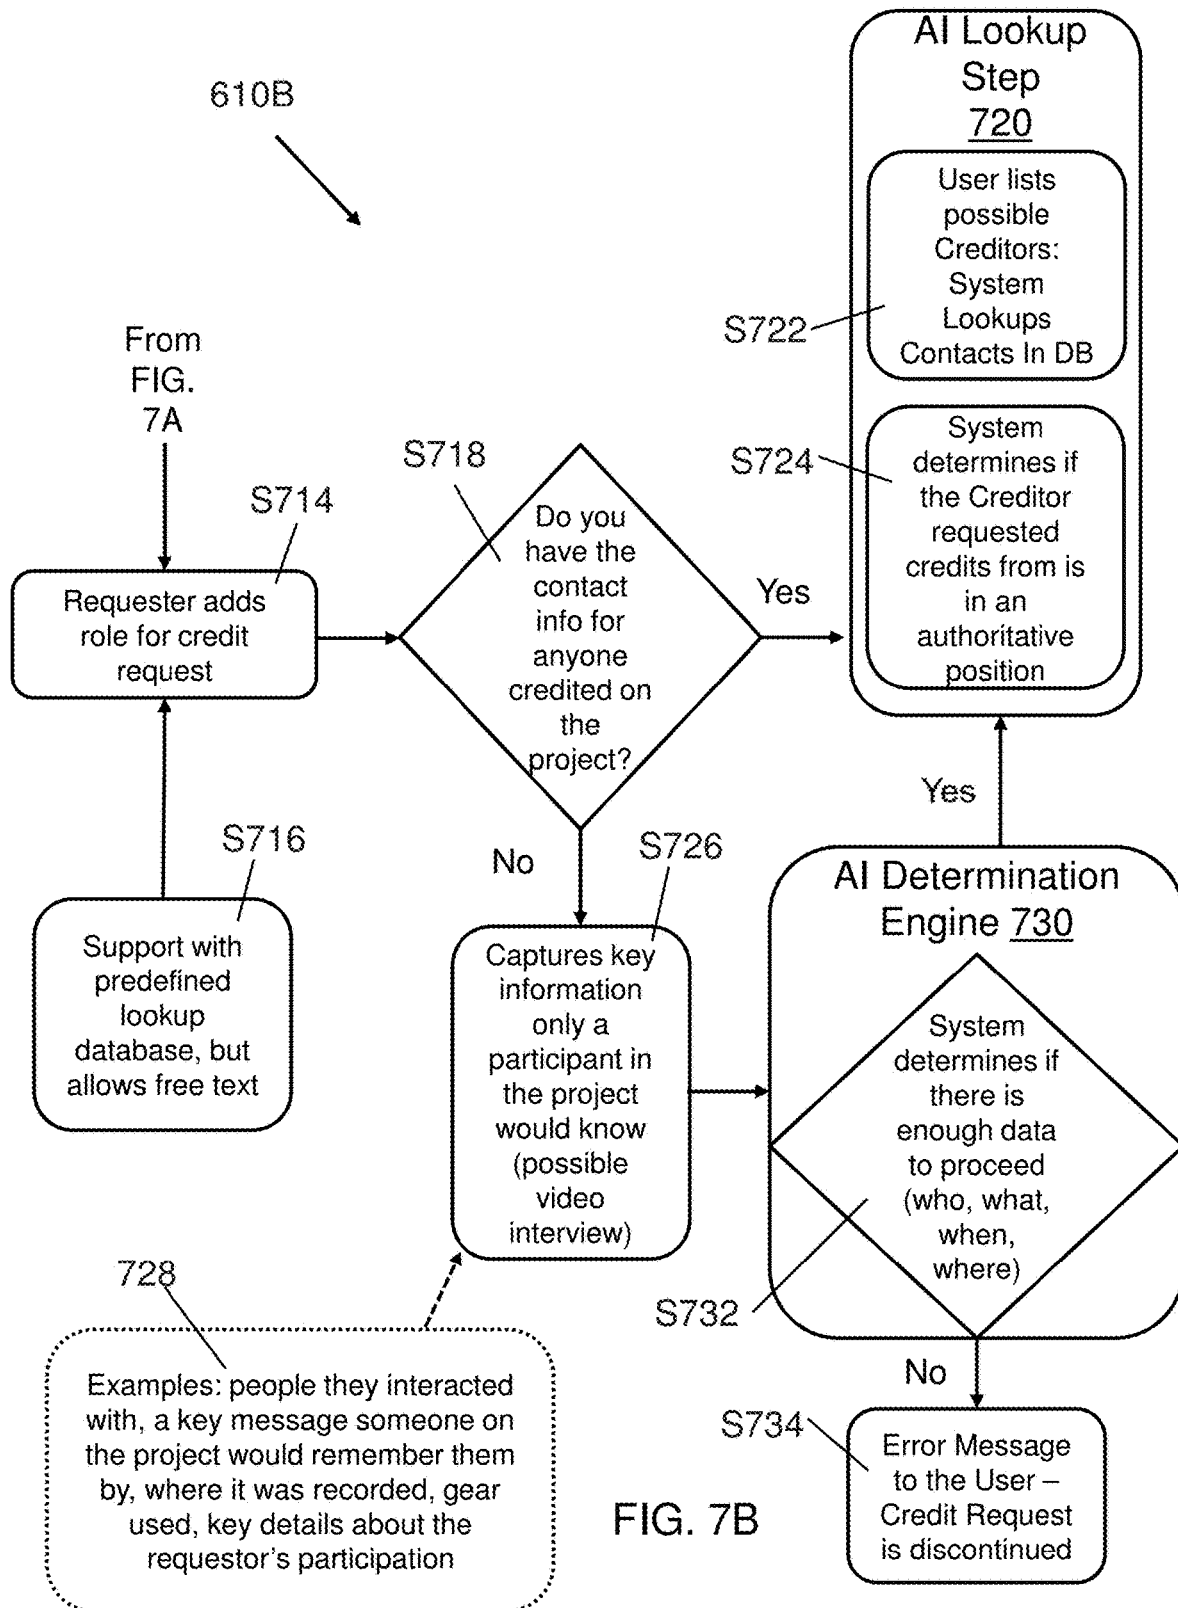 610B
AI Lookup
Step
720
User lists
possible
Creditors:
System
Lookups
Contacts In DB
S722
System
determines if
the Creditor
requested
credits from is
in an
authoritative
position
S724
From
FIG.
7A
S714
Requester adds
role for credit
request
S718
Do you
have the
contact
info for
anyone
credited on
the
project?
Yes
No
S716
Support with
predefined
lookup
database, but
allows free text
S726
Captures key
information
only a
participant in
the project
would know
(possible
video
interview)
Yes
AI Determination
Engine 730
System
determines if
there is
enough data
to proceed
(who, what,
when,
where)
S732
No
728
Examples: people they interacted
with, a key message someone on
the project would remember them
by, where it was recorded, gear
used, key details about the
requestor's participation
S734
Error Message
to the User –
Credit Request
is discontinued
FIG. 7B